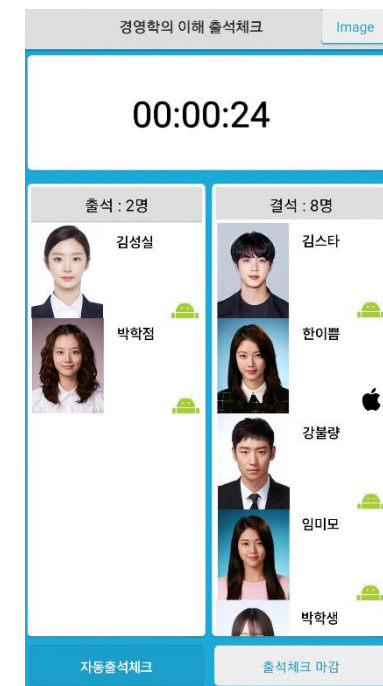 경영학의 이해 출석체크
Image
00:00:24
출석 : 2명
김성실
박학점
결석 : 8명
김스타
한이쁨
강불량
임미모
박학생
자동출석체크
출석체크 마감